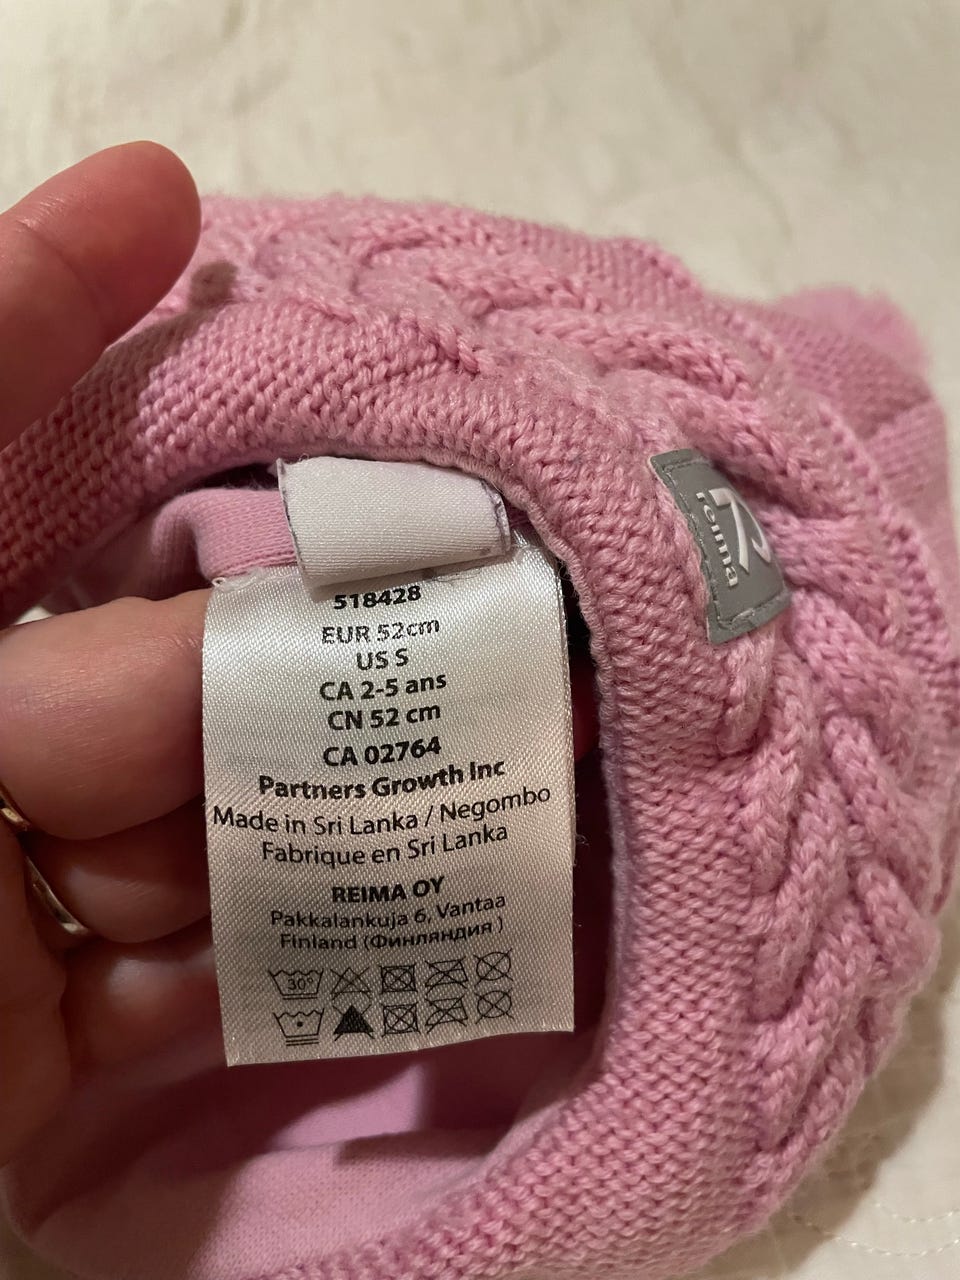 518428
EUR 52cm
US S
CA 2-5 ans
CN 52 cm
CA 02764
Partners Growth Inc
Made in Sri Lanka / Negombo
Fabrique en Sri Lanka
REIMA OY
Pakkalankuja 6, Vantaa
Finland (Финляндия )
30°
reima